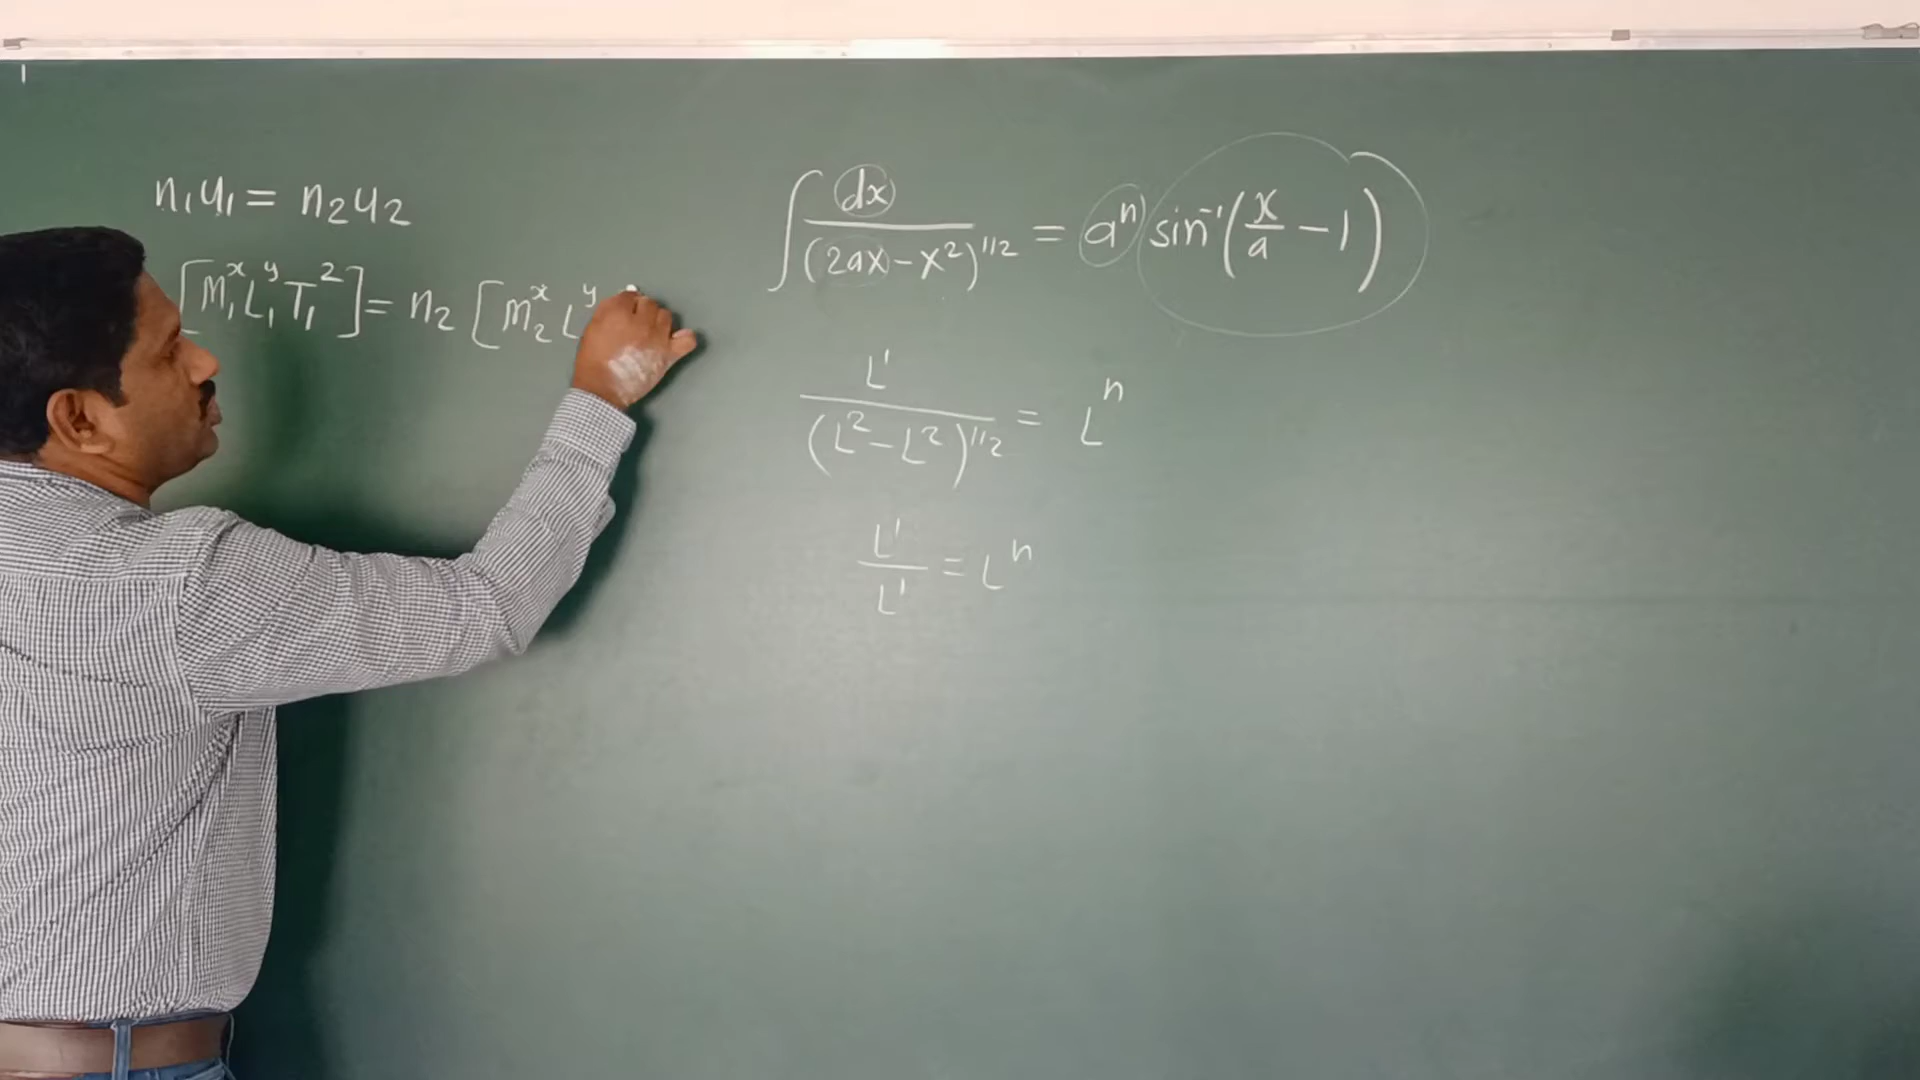 n₁u₁ = n₂u₂
[M₁ˣ L₁ʸ T₁²] = n₂ [M₂ˣ Lʸ
∫ dx / (2ax - x²)^1/2 = aⁿ sin⁻¹(x/a - 1)
L¹ / (L² - L²)^1/2 = Lⁿ
L¹ / L¹ = Lⁿ